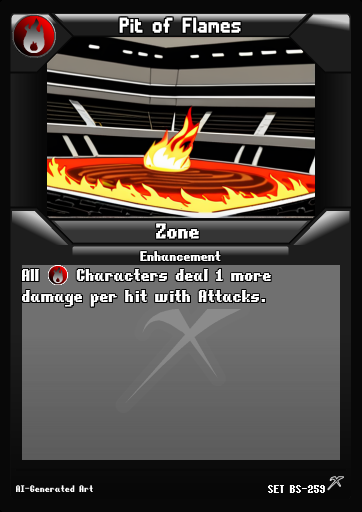 Pit of Flames
Zone
Enhancement
All Characters deal 1 more
damage per hit with Attacks.
AI-Generated Art
SET BS-259